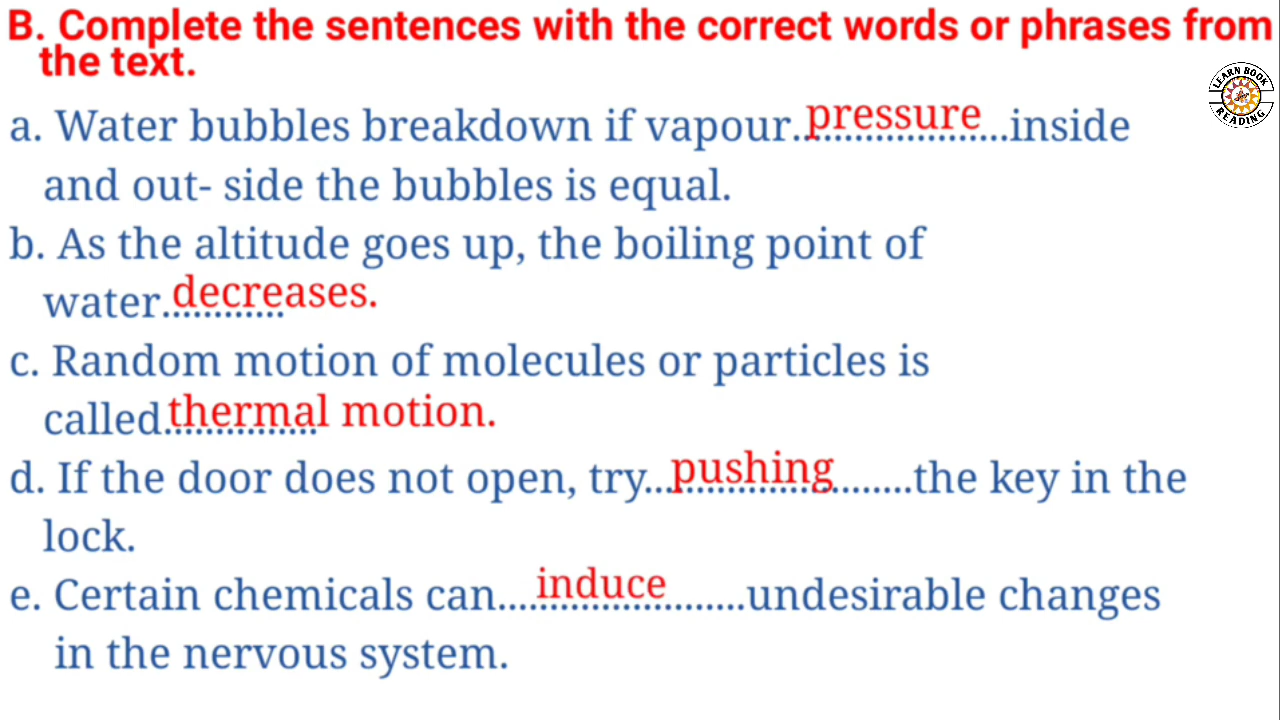 B. Complete the sentences with the correct words or phrases from
the text.
LEARN BOOK
READING
a. Water bubbles breakdown if vapour.....pressure.....inside
and out- side the bubbles is equal.
b. As the altitude goes up, the boiling point of
water.....decreases.
c. Random motion of molecules or particles is
called.....thermal motion.
d. If the door does not open, try.....pushing.....the key in the
lock.
e. Certain chemicals can.....induce.....undesirable changes
in the nervous system.